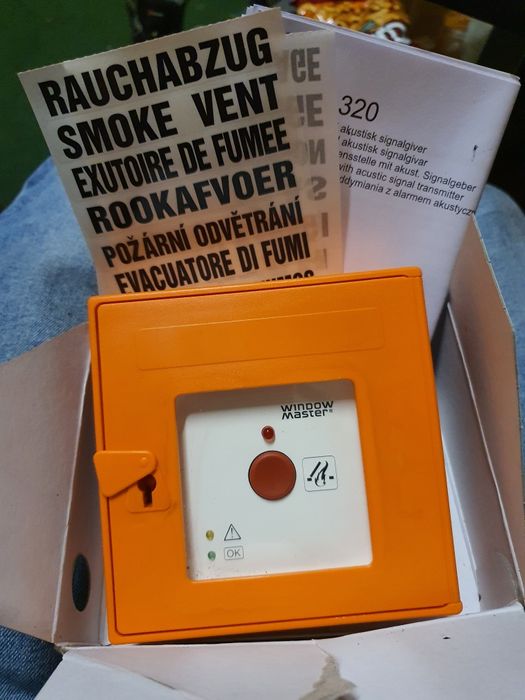 RAUCHABZUG
SMOKE VENT
EXUTOIRE DE FUMEE
ROOKAFVOER
POŽÁRNÍ ODVĚTRÁNÍ
EVACUATORE DI FUMI
320
akustisk signalgiver
akustisk signalgivar
ensstelle mit akust. Signalgeber
with acustic signal transmitter
ddymiania z alarmem akustycz
WINDOW
MASTER®
OK